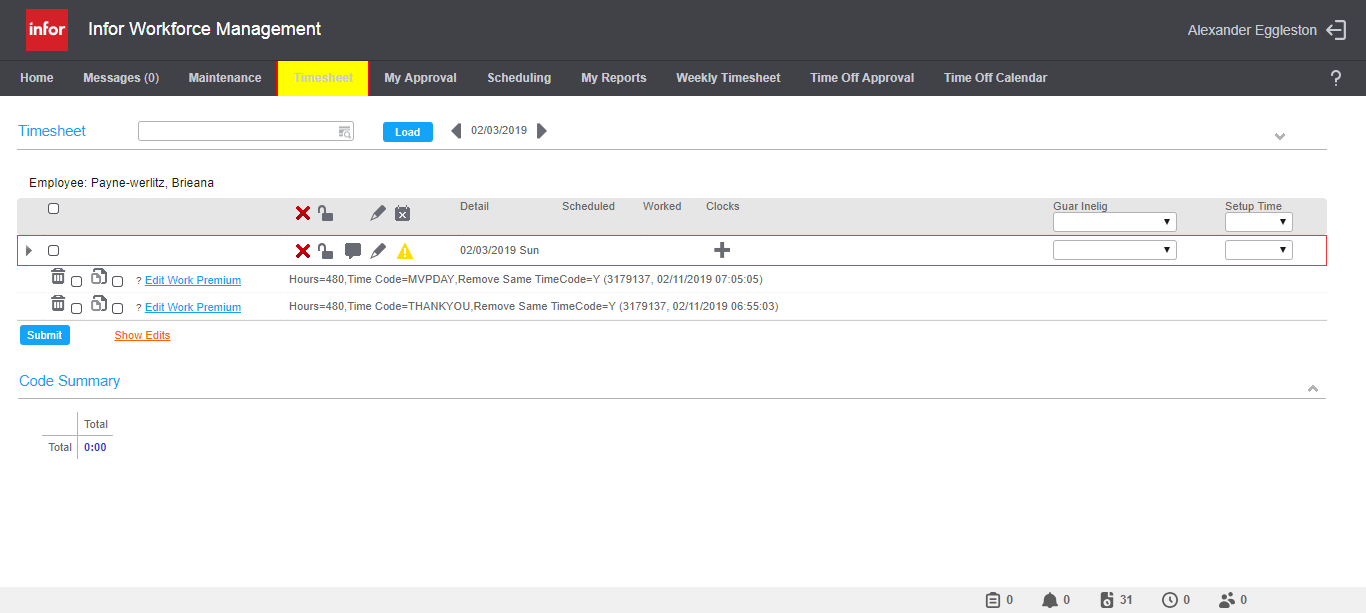 infor Infor Workforce Management Alexander Eggleston
Home Messages (0) Maintenance Timesheet My Approval Scheduling My Reports Weekly Timesheet Time Off Approval Time Off Calendar ?
Timesheet Load 02/03/2019
Employee: Payne-werlitz, Brieana
Detail Scheduled Worked Clocks Guar Inelig Setup Time
02/03/2019 Sun
? Edit Work Premium Hours=480,Time Code=MVPDAY,Remove Same TimeCode=Y (3179137, 02/11/2019 07:05:05)
? Edit Work Premium Hours=480,Time Code=THANKYOU,Remove Same TimeCode=Y (3179137, 02/11/2019 06:55:03)
Submit Show Edits
Code Summary
Total
Total 0:00
0 0 31 0 0